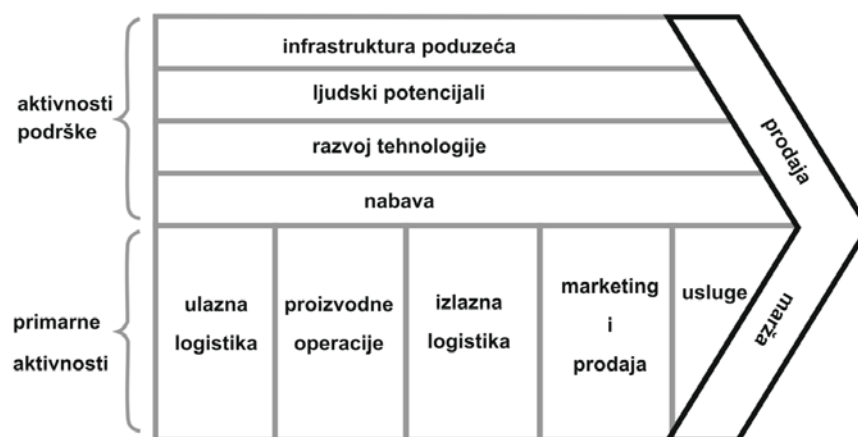 aktivnosti
podrške
infrastruktura poduzeća
ljudski potencijali
razvoj tehnologije
nabava
prodaja
primarne
aktivnosti
ulazna
logistika
proizvodne
operacije
izlazna
logistika
marketing
i
prodaja
usluge
marža